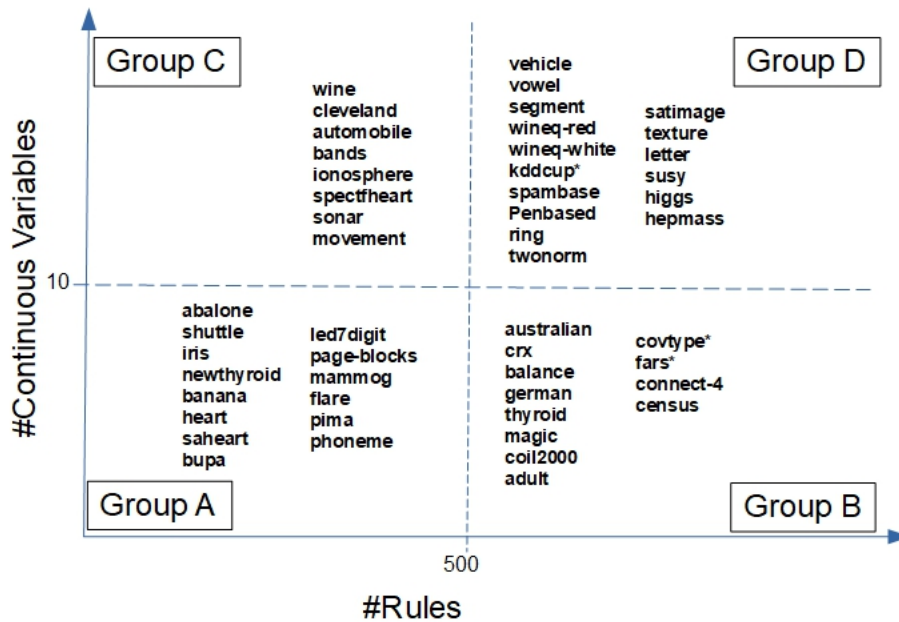 Group C
Group D
wine
cleveland
automobile
bands
ionosphere
spectfheart
sonar
movement
vehicle
vowel
segment
wineq-red
wineq-white
kddcup*
spambase
Penbased
ring
twonorm
satimage
texture
letter
susy
higgs
hepmass
#Continuous Variables
10
abalone
shuttle
iris
newthyroid
banana
heart
saheart
bupa
led7digit
page-blocks
mammog
flare
pima
phoneme
australian
crx
balance
german
thyroid
magic
coil2000
adult
covtype*
fars*
connect-4
census
Group A
Group B
500
#Rules